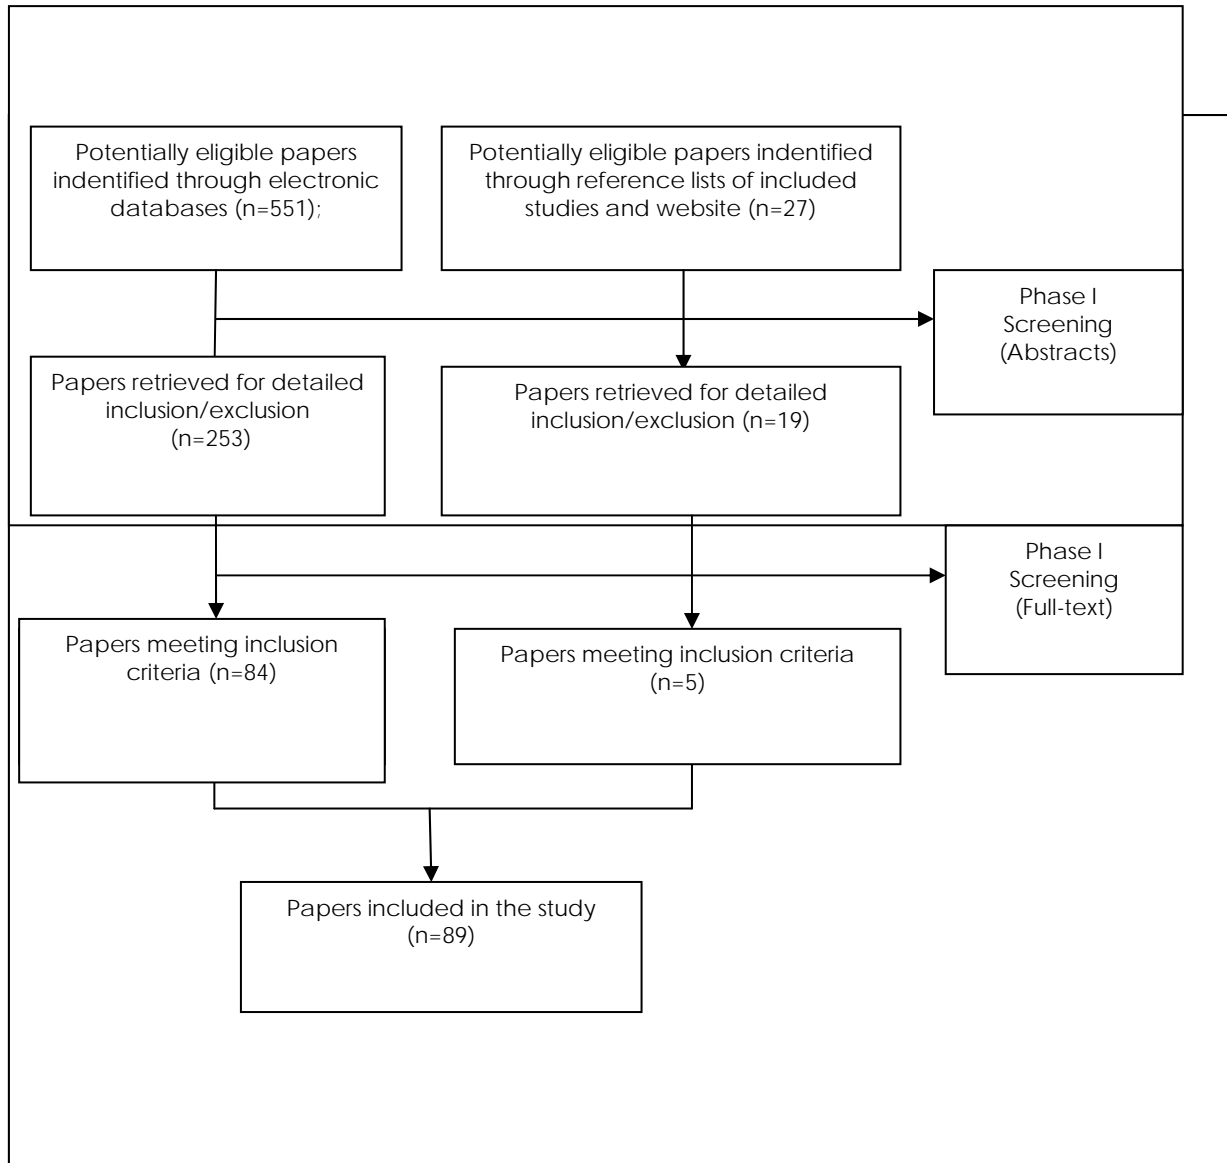 Potentially eligible papers
indentified through electronic
databases (n=551);
Potentially eligible papers indentified
through reference lists of included
studies and website (n=27)
Phase I
Screening
(Abstracts)
Papers retrieved for detailed
inclusion/exclusion
(n=253)
Papers retrieved for detailed
inclusion/exclusion (n=19)
Phase I
Screening
(Full-text)
Papers meeting inclusion
criteria (n=84)
Papers meeting inclusion criteria
(n=5)
Papers included in the study
(n=89)